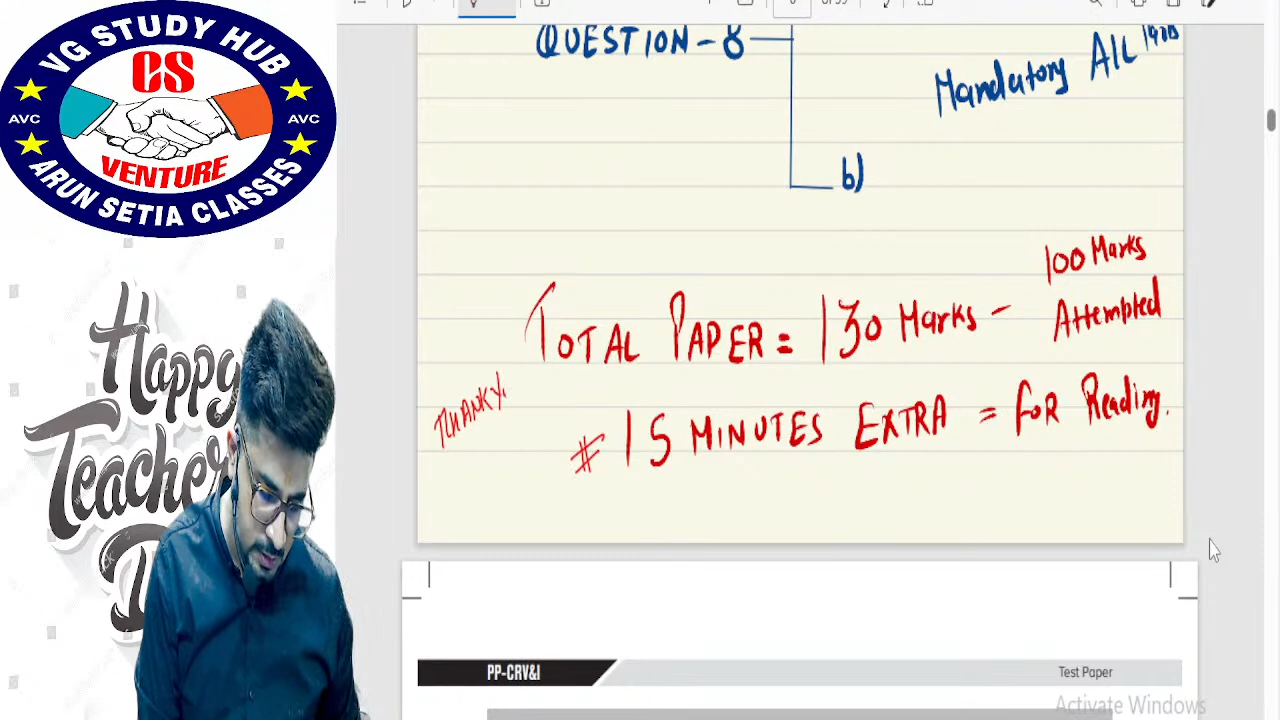 VG STUDY HUB
CS
AVC
AVC
VENTURE
ARUN SETIA CLASSES
Happy
Teacher
D
QUESTION - 8
Mandatory All
b)
100 Marks
TOTAL PAPER = 130 Marks - Attempted
THANKY.
# 15 MINUTES EXTRA = FOR Reading.
PP-CRV&I
Test Paper
Activate Windows